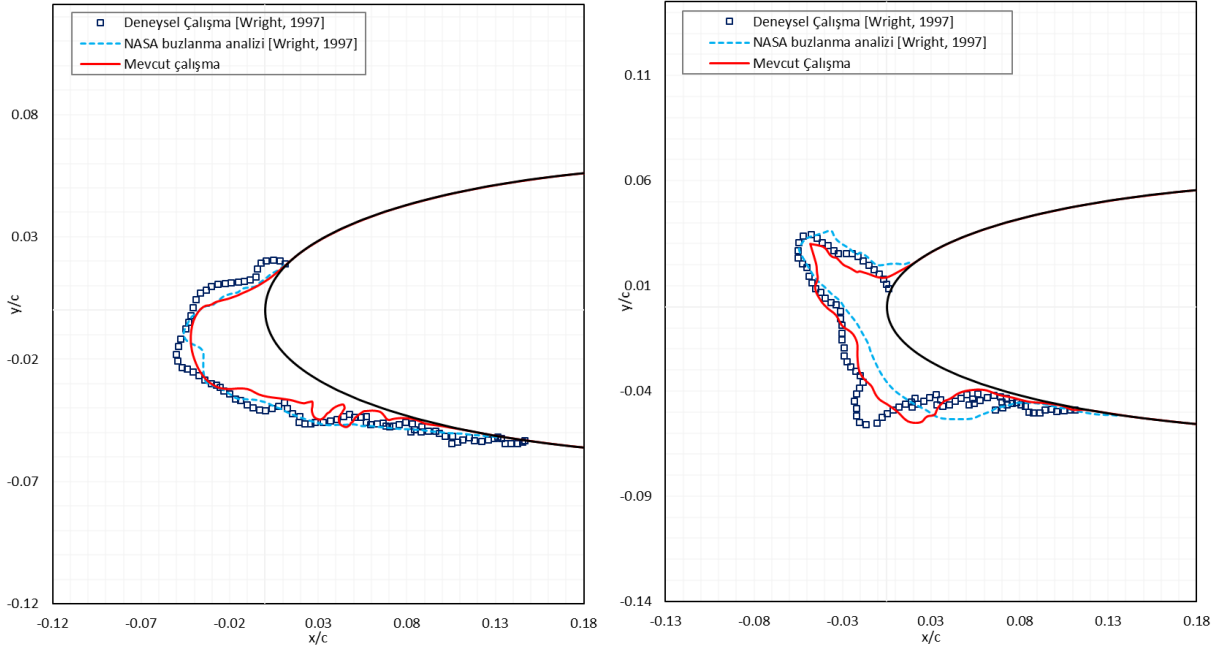 Deneysel Çalışma [Wright, 1997]
NASA buzlanma analizi [Wright, 1997]
Mevcut çalışma
0.08
0.03
-0.02
-0.07
-0.12
y/c
-0.12
-0.07
-0.02
0.03
0.08
0.13
0.18
x/c
Deneysel Çalışma [Wright, 1997]
NASA buzlanma analizi [Wright, 1997]
Mevcut Çalışma
0.11
0.06
0.01
-0.04
-0.09
-0.14
y/c
-0.13
-0.08
-0.03
0.03
0.08
0.13
0.18
x/c